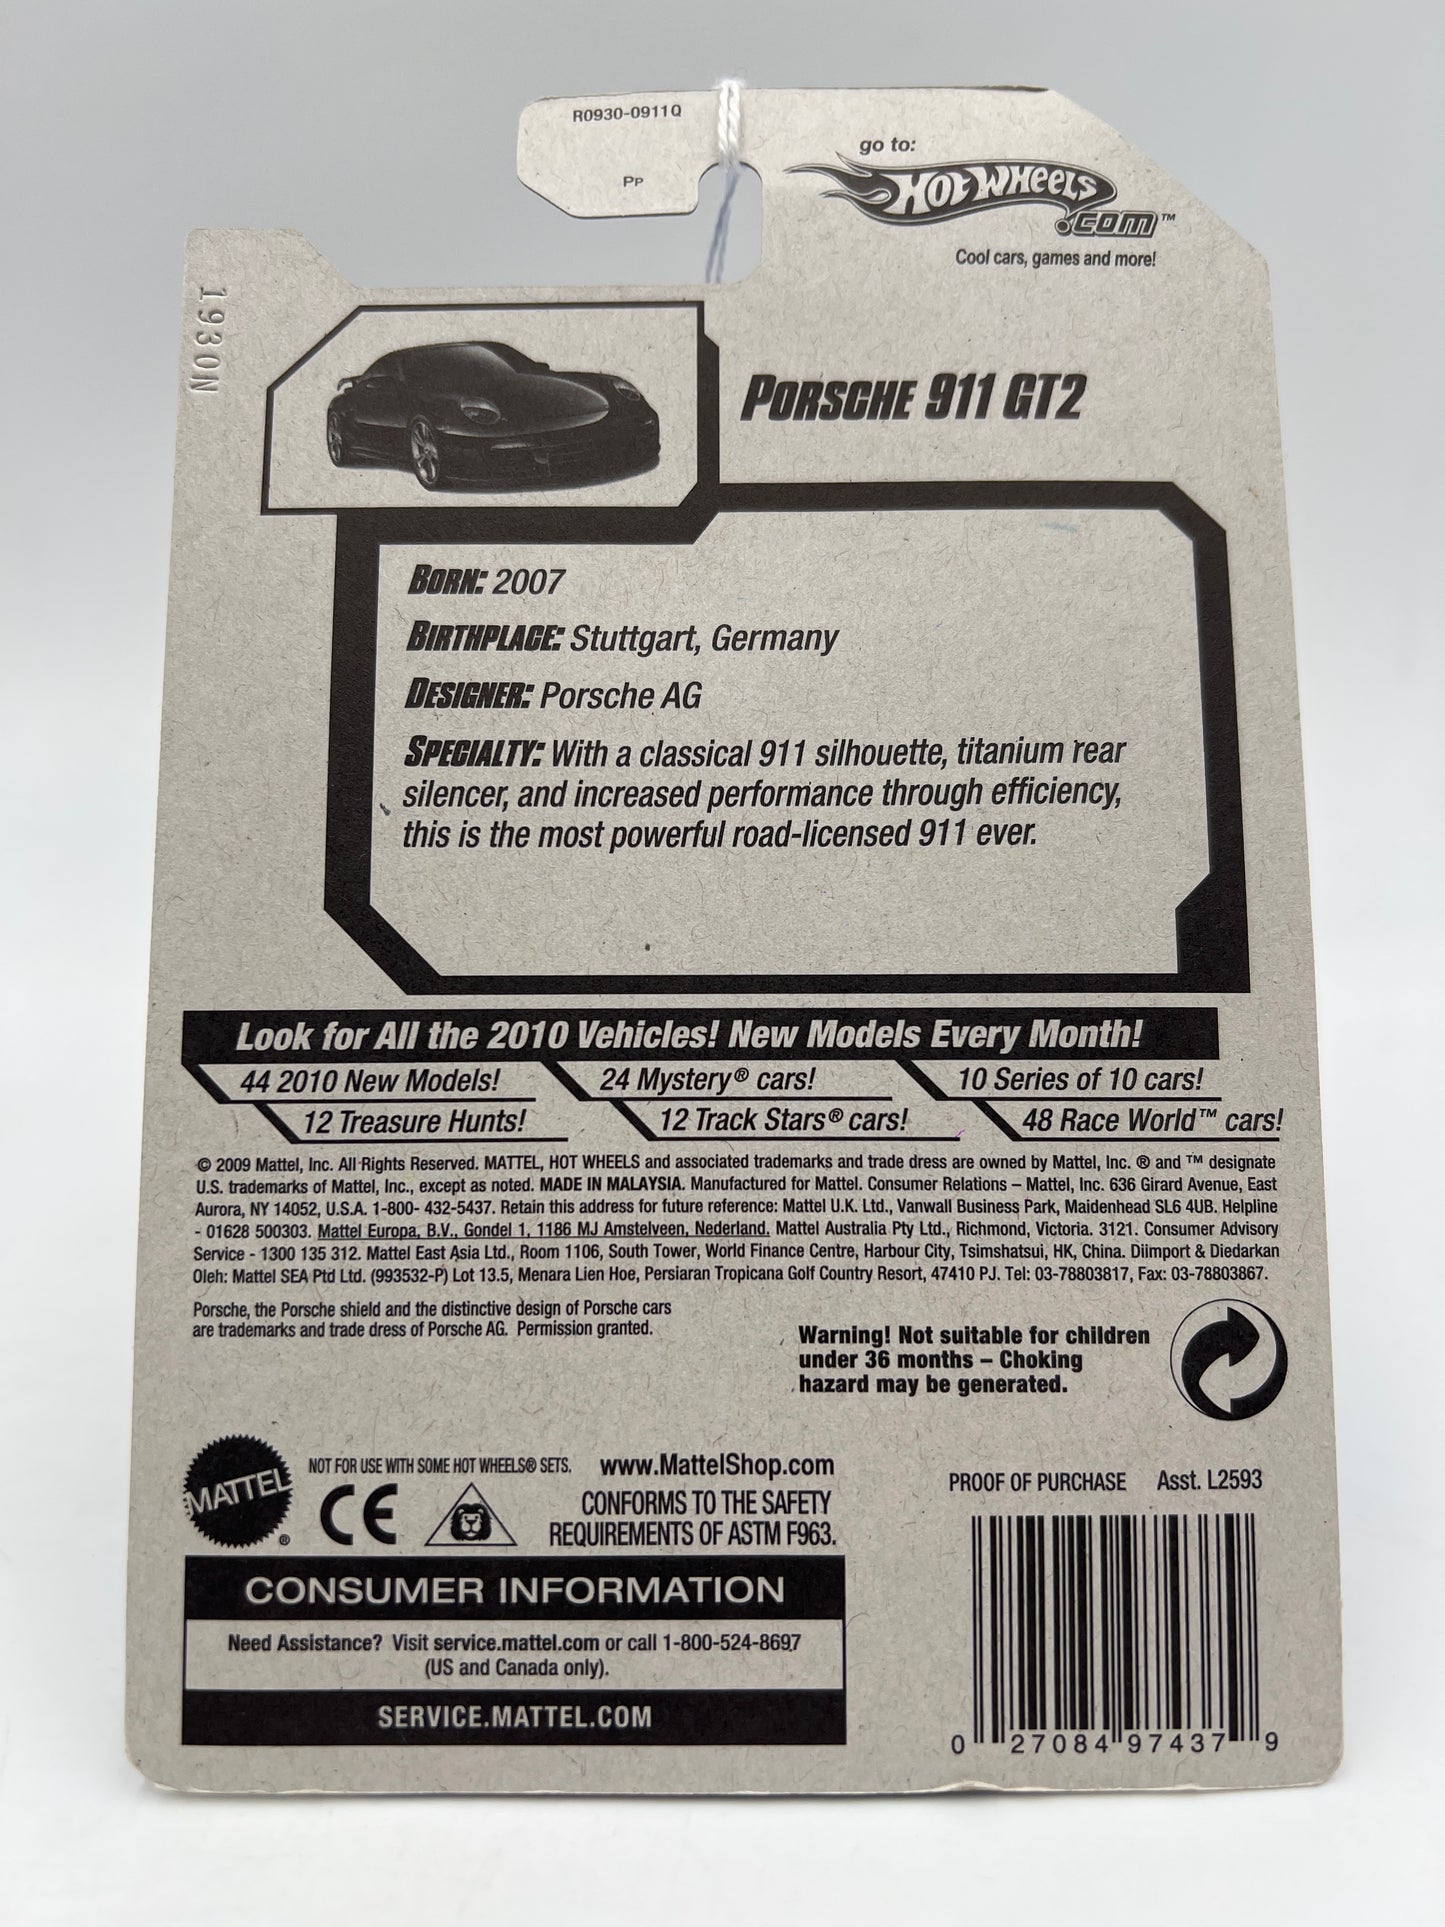 R0930-0911Q
PP
go to:
HOT WHEELS
.COM™
Cool cars, games and more!
1930N
PORSCHE 911 GT2
BORN: 2007
BIRTHPLACE: Stuttgart, Germany
DESIGNER: Porsche AG
SPECIALTY: With a classical 911 silhouette, titanium rear
silencer, and increased performance through efficiency,
this is the most powerful road-licensed 911 ever.
Look for All the 2010 Vehicles! New Models Every Month!
44 2010 New Models! 24 Mystery® cars! 10 Series of 10 cars!
12 Treasure Hunts! 12 Track Stars® cars! 48 Race World™ cars!
© 2009 Mattel, Inc. All Rights Reserved. MATTEL, HOT WHEELS and associated trademarks and trade dress are owned by Mattel, Inc. ® and ™ designate
U.S. trademarks of Mattel, Inc., except as noted. MADE IN MALAYSIA. Manufactured for Mattel. Consumer Relations – Mattel, Inc. 636 Girard Avenue, East
Aurora, NY 14052, U.S.A. 1-800- 432-5437. Retain this address for future reference: Mattel U.K. Ltd., Vanwall Business Park, Maidenhead SL6 4UB. Helpline
- 01628 500303. Mattel Europa, B.V., Gondel 1, 1186 MJ Amstelveen, Nederland. Mattel Australia Pty Ltd., Richmond, Victoria. 3121. Consumer Advisory
Service - 1300 135 312. Mattel East Asia Ltd., Room 1106, South Tower, World Finance Centre, Harbour City, Tsimshatsui, HK, China. Diimport & Diedarkan
Oleh: Mattel SEA Ptd Ltd. (993532-P) Lot 13.5, Menara Lien Hoe, Persiaran Tropicana Golf Country Resort, 47410 PJ. Tel: 03-78803817, Fax: 03-78803867.
Porsche, the Porsche shield and the distinctive design of Porsche cars
are trademarks and trade dress of Porsche AG. Permission granted.
Warning! Not suitable for children
under 36 months – Choking
hazard may be generated.
MATTEL®
NOT FOR USE WITH SOME HOT WHEELS® SETS. www.MattelShop.com
CE
CONFORMS TO THE SAFETY
REQUIREMENTS OF ASTM F963.
PROOF OF PURCHASE Asst. L2593
CONSUMER INFORMATION
Need Assistance? Visit service.mattel.com or call 1-800-524-8697
(US and Canada only).
SERVICE.MATTEL.COM
0 27084 97437 9